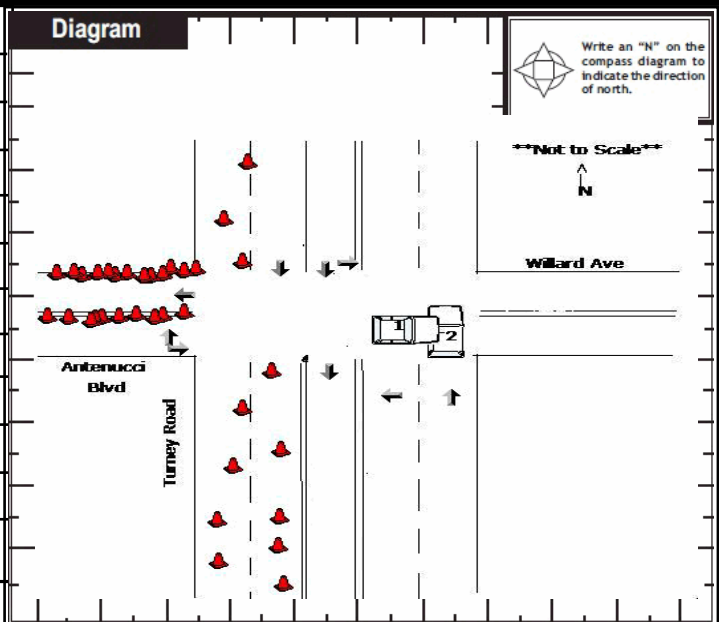 Diagram
Write an “N” on the
compass diagram to
indicate the direction
of north.
**Not to Scale**
N
Willard Ave
1
2
Antenucci
Blvd
Turney Road